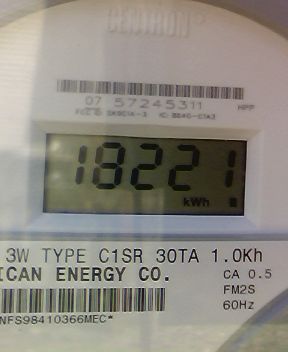 CENTRON®
07 57245311 HPP
18221
kWh
3W TYPE C1SR 30TA 1.0Kh
ICAN ENERGY CO. CA 0.5
FM2S
60Hz
NFS98410366MEC*